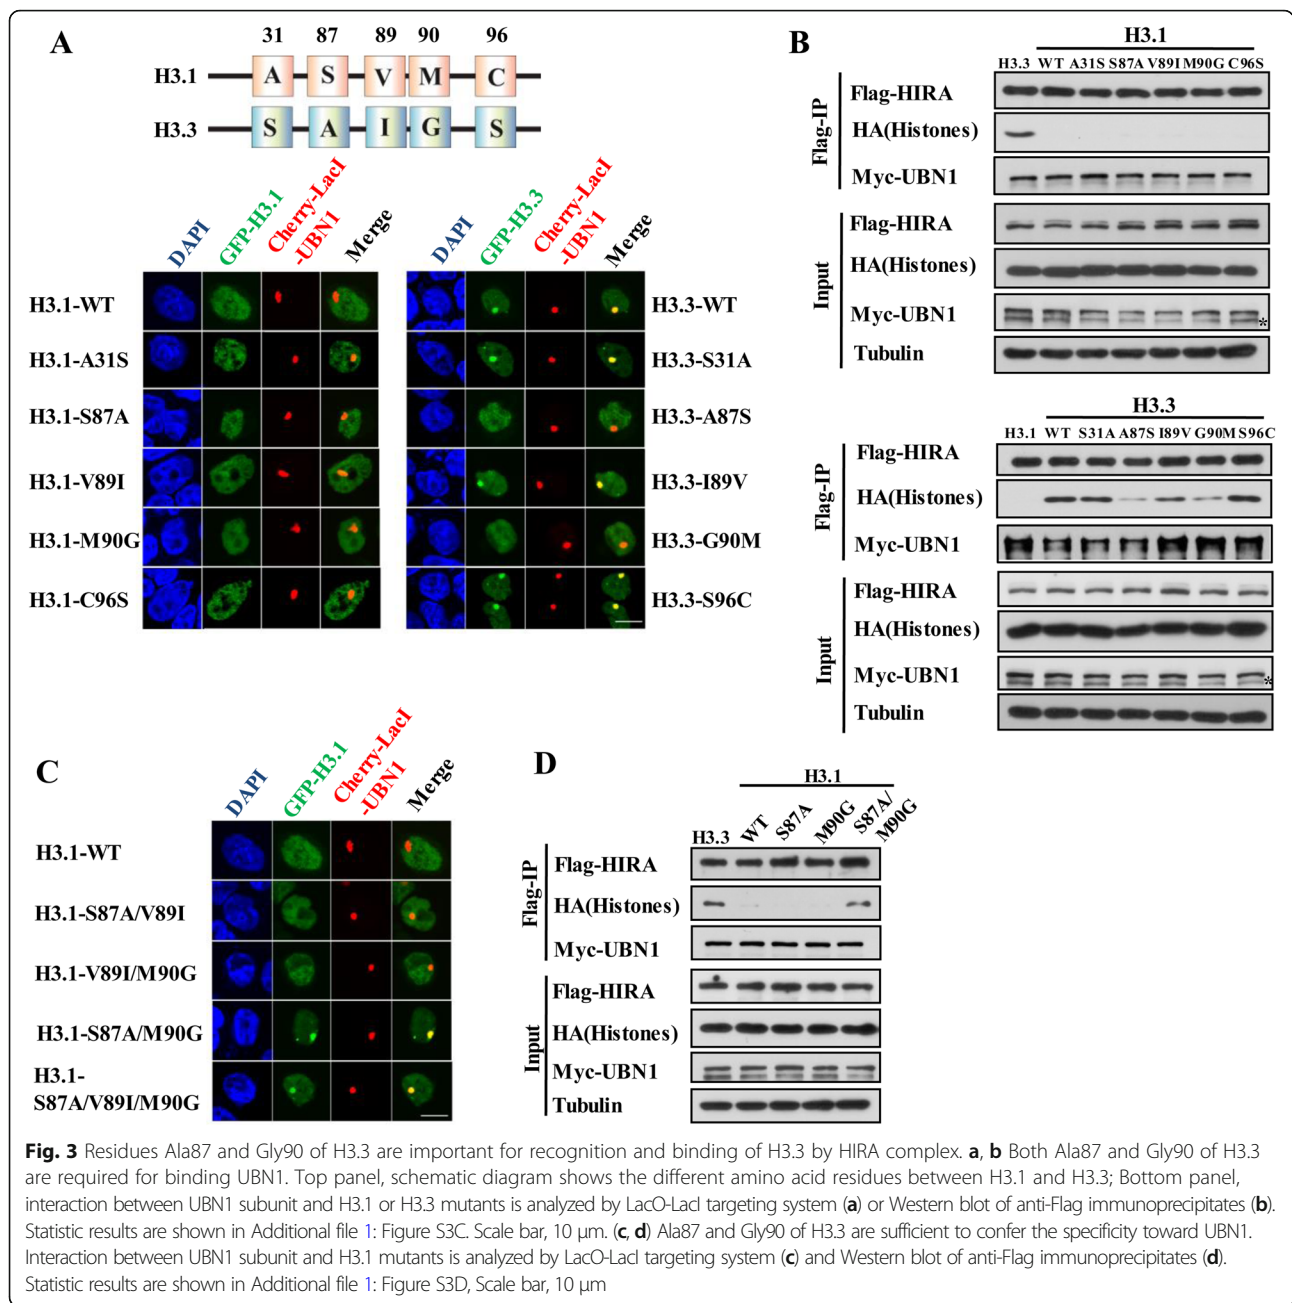 A
31 87 89 90 96
H3.1 A S V M C
H3.3 S A I G S
DAPI GFP-H3.1 Cherry-LacI -UBN1 Merge
DAPI GFP-H3.3 Cherry-LacI -UBN1 Merge
H3.1-WT
H3.1-A31S
H3.1-S87A
H3.1-V89I
H3.1-M90G
H3.1-C96S
H3.3-WT
H3.3-S31A
H3.3-A87S
H3.3-I89V
H3.3-G90M
H3.3-S96C
B
H3.1
H3.3 WT A31S S87A V89I M90G C96S
Flag-IP
Flag-HIRA
HA(Histones)
Myc-UBN1
Input
Flag-HIRA
HA(Histones)
Myc-UBN1 *
Tubulin
H3.3
H3.1 WT S31A A87S I89V G90M S96C
Flag-IP
Flag-HIRA
HA(Histones)
Myc-UBN1
Input
Flag-HIRA
HA(Histones)
Myc-UBN1 *
Tubulin
C
DAPI GFP-H3.1 Cherry-LacI -UBN1 Merge
H3.1-WT
H3.1-S87A/V89I
H3.1-V89I/M90G
H3.1-S87A/M90G
H3.1-
S87A/V89I/M90G
D
H3.1
H3.3 WT S87A M90G S87A/ M90G
Flag-IP
Flag-HIRA
HA(Histones)
Myc-UBN1
Input
Flag-HIRA
HA(Histones)
Myc-UBN1
Tubulin
Fig. 3 Residues Ala87 and Gly90 of H3.3 are important for recognition and binding of H3.3 by HIRA complex. a, b Both Ala87 and Gly90 of H3.3
are required for binding UBN1. Top panel, schematic diagram shows the different amino acid residues between H3.1 and H3.3; Bottom panel,
interaction between UBN1 subunit and H3.1 or H3.3 mutants is analyzed by LacO-LacI targeting system (a) or Western blot of anti-Flag immunoprecipitates (b).
Statistic results are shown in Additional file 1: Figure S3C. Scale bar, 10 μm. (c, d) Ala87 and Gly90 of H3.3 are sufficient to confer the specificity toward UBN1.
Interaction between UBN1 subunit and H3.1 mutants is analyzed by LacO-LacI targeting system (c) and Western blot of anti-Flag immunoprecipitates (d).
Statistic results are shown in Additional file 1: Figure S3D, Scale bar, 10 μm